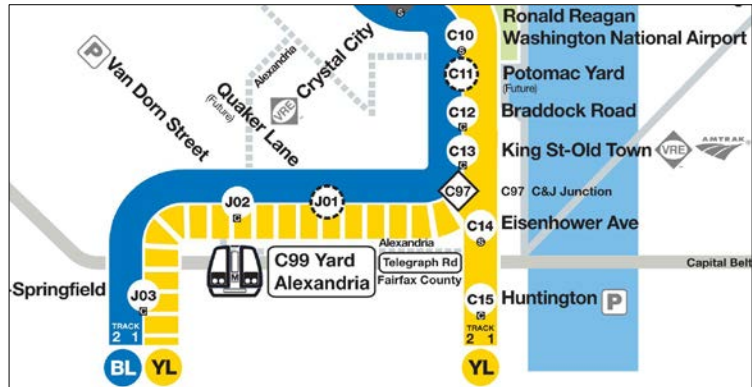 C10
S
Ronald Reagan
Washington National Airport
C11
Potomac Yard
(Future)
C12
C
Braddock Road
C13
C
King St-Old Town
VRE
AMTRAK
C97
C97 C&J Junction
C14
S
Eisenhower Ave
Capital Belt
C15
C
Huntington
P
TRACK
2 1
YL
P
Van Dorn Street
Quaker Lane
(Future)
Alexandria
VRE
Crystal City
S
J02
C
J01
M
C99 Yard
Alexandria
Alexandria
Telegraph Rd
Fairfax County
-Springfield
J03
C
TRACK
2 1
BL
YL